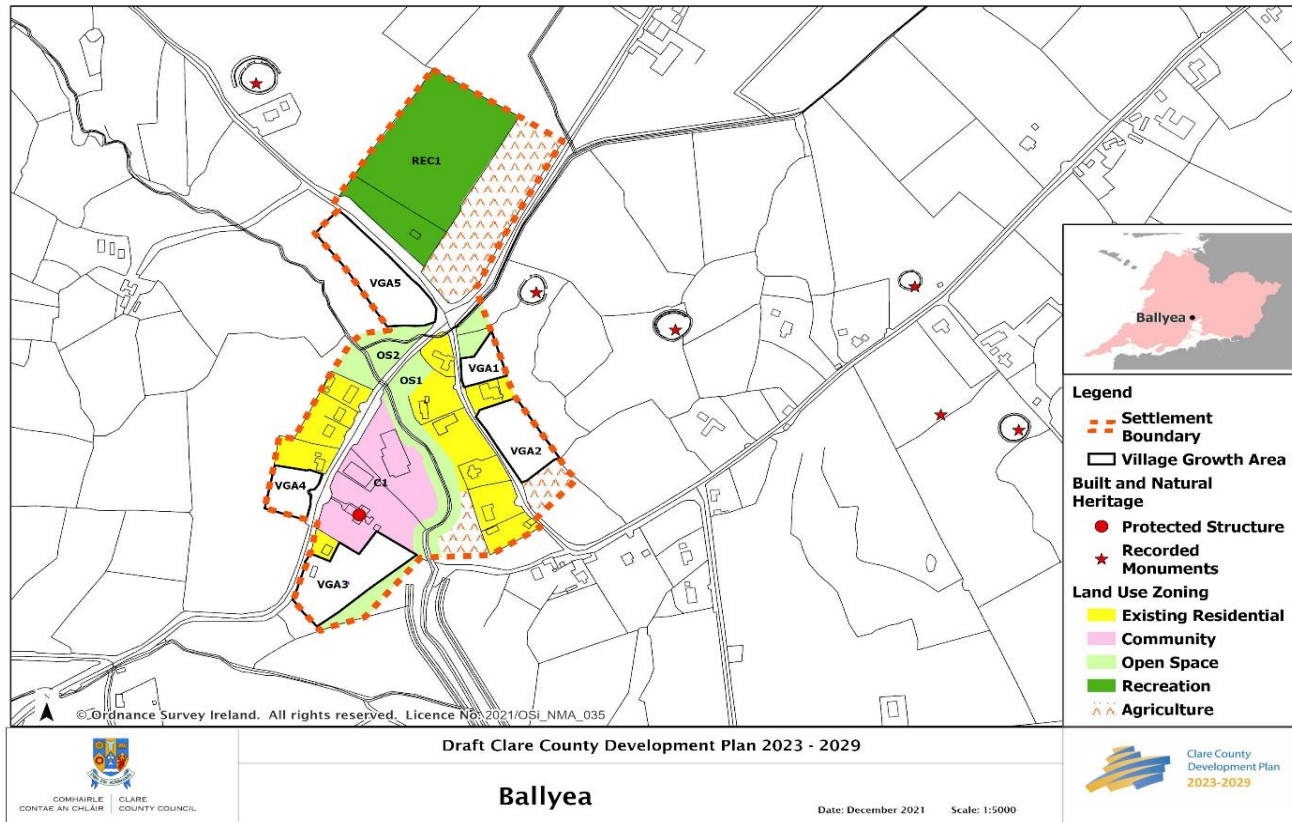 REC1
VGA5
OS2
OS1
VGA1
VGA2
VGA4
C1
VGA3
N
© Ordnance Survey Ireland. All rights reserved. Licence No: 2021/OSi_NMA_035
Ballyea
Legend
Settlement
Boundary
Village Growth Area
Built and Natural
Heritage
Protected Structure
Recorded
Monuments
Land Use Zoning
Existing Residential
Community
Open Space
Recreation
Agriculture
COMHAIRLE
CONTAE AN CHLÁIR
CLARE
COUNTY COUNCIL
Draft Clare County Development Plan 2023 - 2029
Ballyea
Date: December 2021 Scale: 1:5000
Clare County
Development Plan
2023-2029